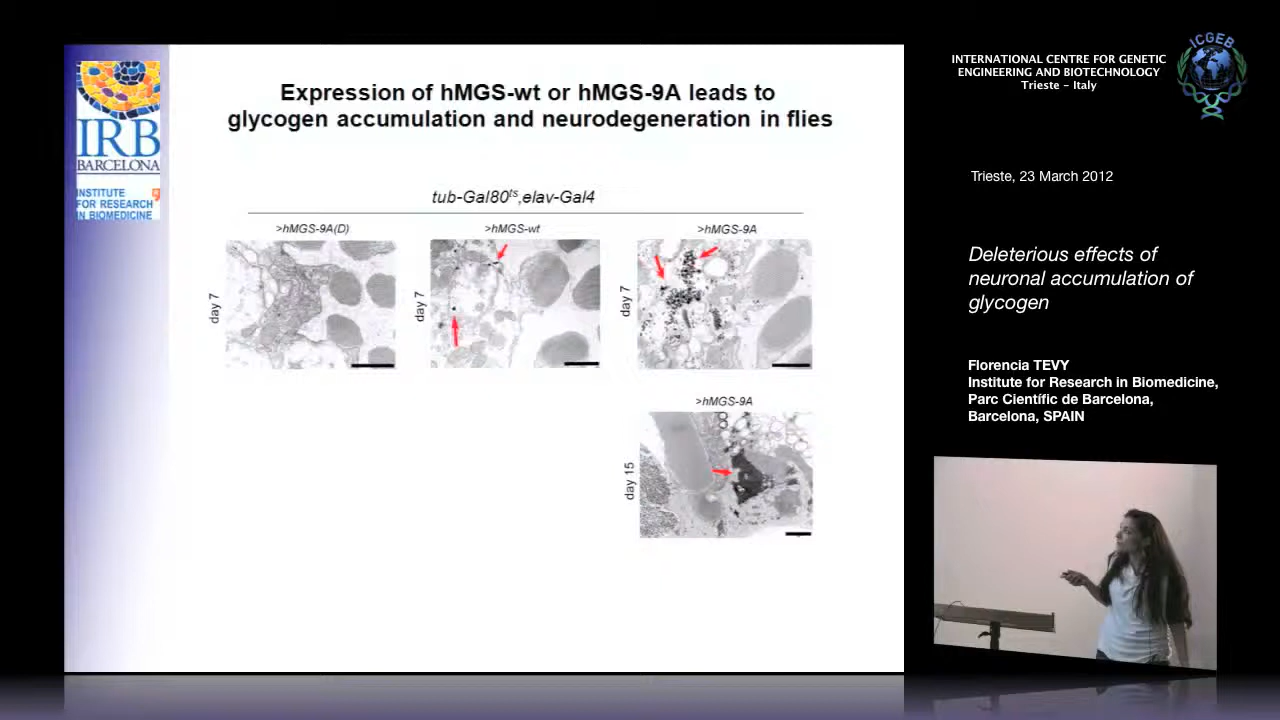 IRB
BARCELONA
INSTITUTE
FOR RESEARCH
IN BIOMEDICINE
Expression of hMGS-wt or hMGS-9A leads to
glycogen accumulation and neurodegeneration in flies
tub-Gal80ts,elav-Gal4
>hMGS-9A(D)
>hMGS-wt
>hMGS-9A
day 7
day 7
day 7
>hMGS-9A
day 15
INTERNATIONAL CENTRE FOR GENETIC
ENGINEERING AND BIOTECHNOLOGY
Trieste - Italy
ICGEB
Trieste, 23 March 2012
Deleterious effects of
neuronal accumulation of
glycogen
Florencia TEVY
Institute for Research in Biomedicine,
Parc Científic de Barcelona,
Barcelona, SPAIN